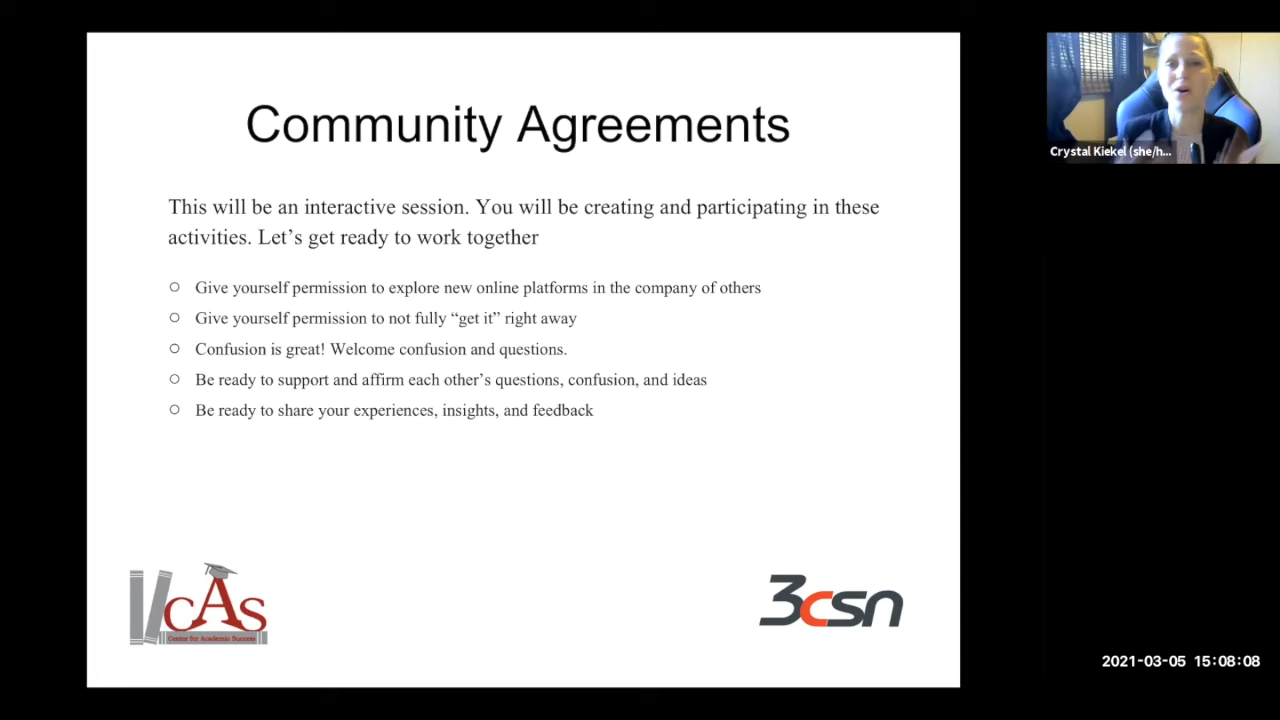 Community Agreements
This will be an interactive session. You will be creating and participating in these
activities. Let’s get ready to work together
Give yourself permission to explore new online platforms in the company of others
Give yourself permission to not fully “get it” right away
Confusion is great! Welcome confusion and questions.
Be ready to support and affirm each other’s questions, confusion, and ideas
Be ready to share your experiences, insights, and feedback
cAs
Center for Academic Success
3csn
Crystal Kiekel (she/h...
2021-03-05 15:08:08